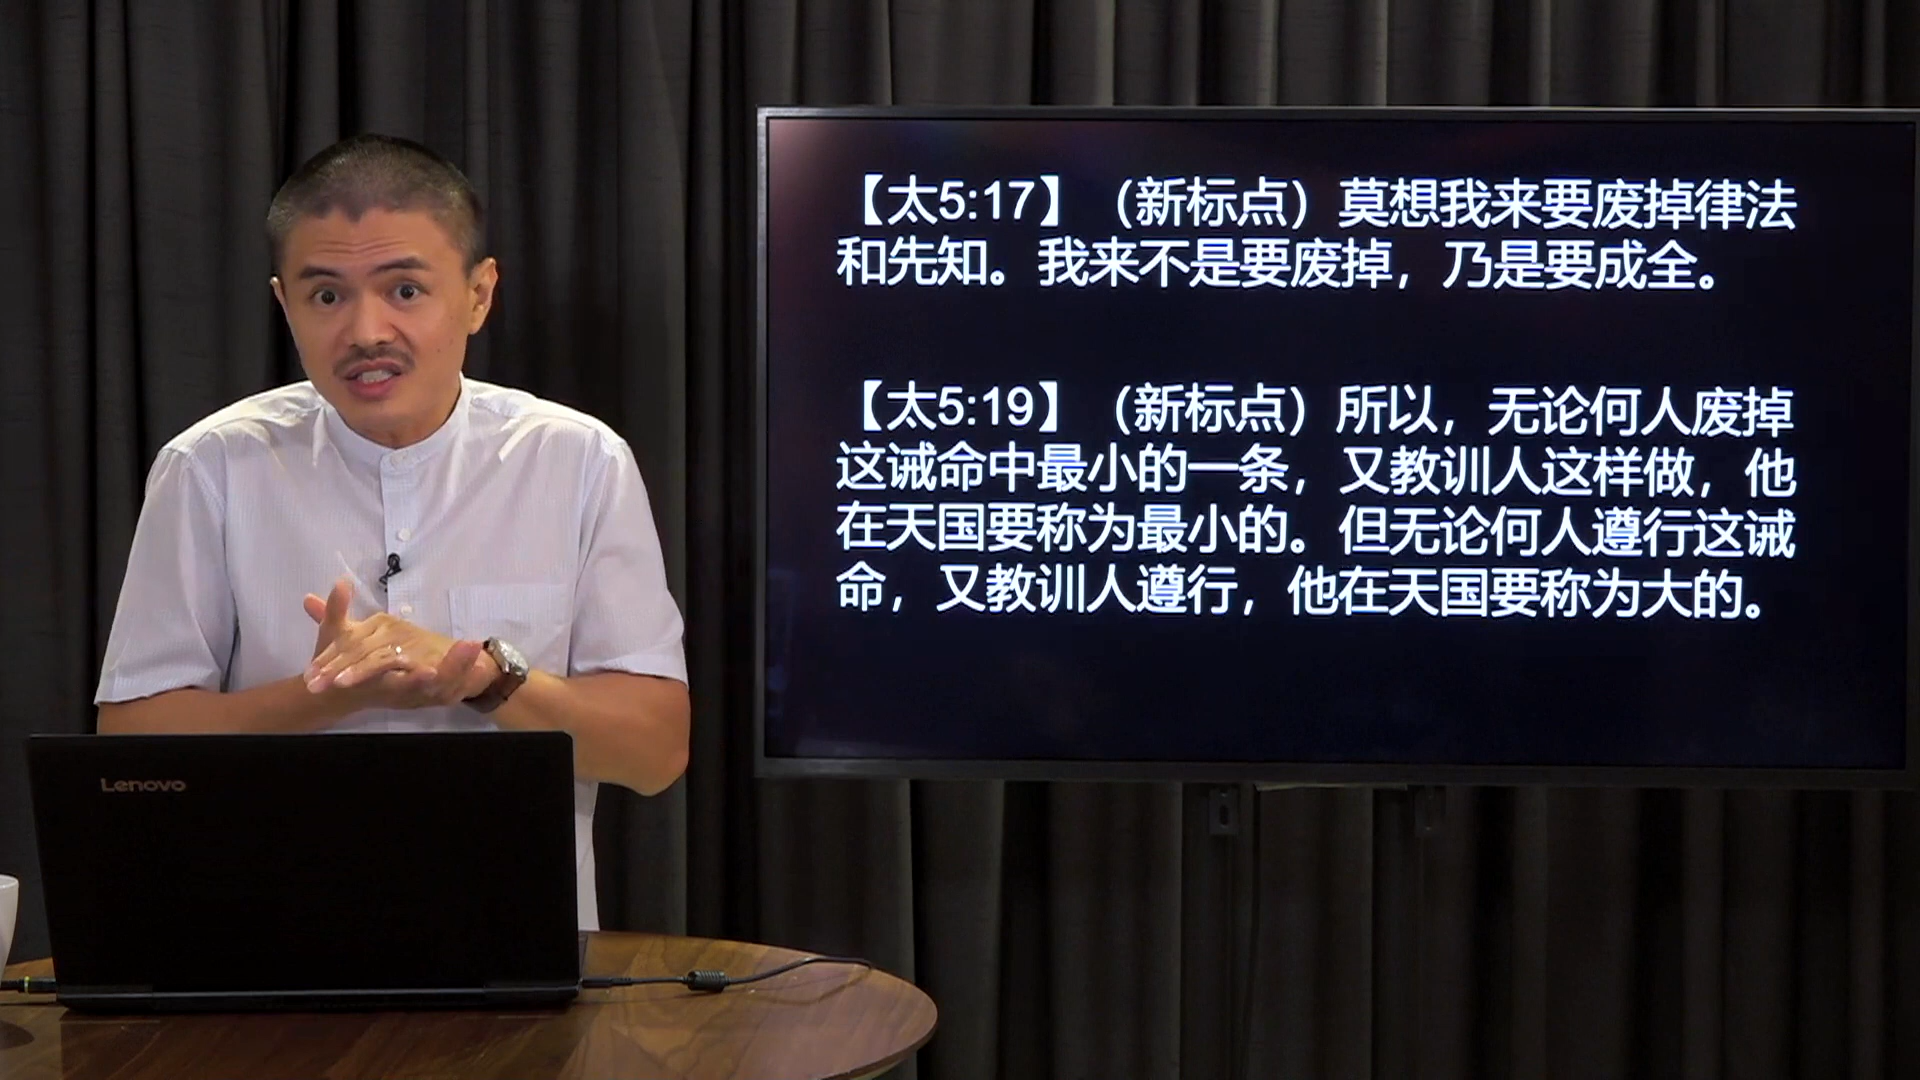 【太5:17】（新标点）莫想我来要废掉律法
和先知。我来不是要废掉，乃是要成全。
【太5:19】（新标点）所以，无论何人废掉
这诫命中最小的一条，又教训人这样做，他
在天国要称为最小的。但无论何人遵行这诫
命，又教训人遵行，他在天国要称为大的。
Lenovo